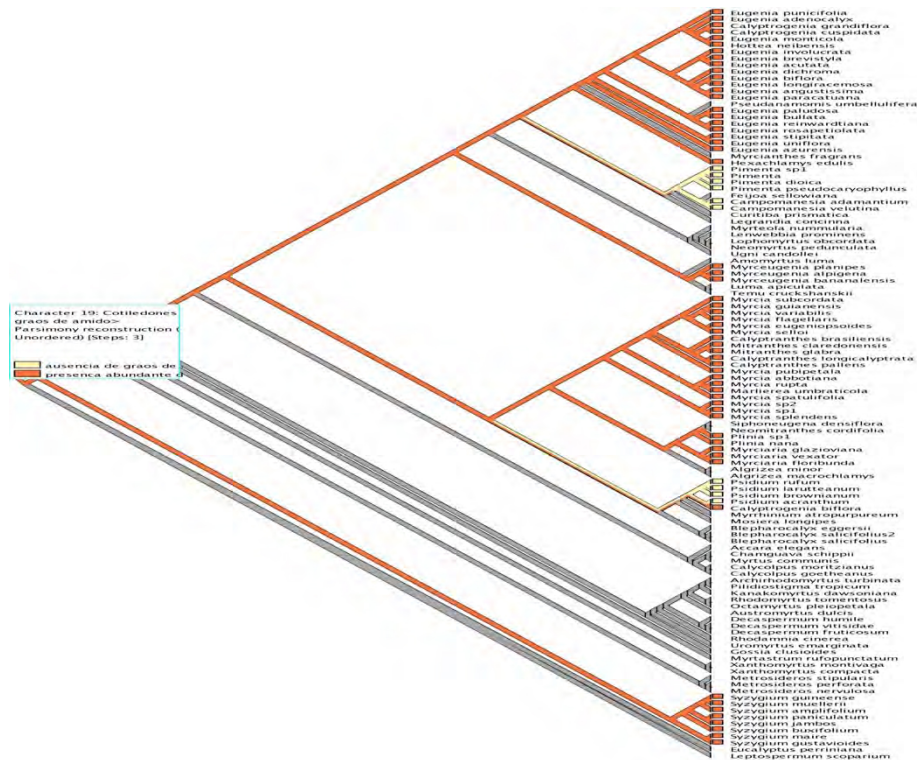 Eugenia punicifolia
Eugenia adenocalyx
Calyptrogenia grandiflora
Calyptrogenia cuspidata
Eugenia monticola
Hottea neibensis
Eugenia involucrata
Eugenia brevistyla
Eugenia acutata
Eugenia dichroma
Eugenia biflora
Eugenia longiracemosa
Eugenia angustissima
Eugenia paracatuana
Pseudanamomis umbellulifera
Eugenia paludosa
Eugenia bullata
Eugenia reinwardtiana
Eugenia rosapetiolata
Eugenia stipitata
Eugenia uniflora
Eugenia azurensis
Myrcianthes fragrans
Hexachlamys edulis
Pimenta sp1
Pimenta
Pimenta dioica
Pimenta pseudocaryophyllus
Feijoa sellowiana
Campomanesia adamantium
Campomanesia velutina
Curitiba prismatica
Legrandia concinna
Myrteola nummularia
Lenwebbia prominens
Lophomyrtus obcordata
Neomyrtus pedunculata
Ugni candollei
Amomyrtus luma
Myrceugenia planipes
Myrceugenia alpigena
Myrceugenia bananalensis
Luma apiculata
Temu cruckshanskii
Myrcia subcordata
Myrcia guianensis
Myrcia variabilis
Myrcia flagellaris
Myrcia eugeniopsoides
Myrcia selloi
Calyptranthes brasiliensis
Mitranthes claredonensis
Mitranthes glabra
Calyptranthes longicalyptrata
Calyptranthes pallens
Myrcia pubipetala
Myrcia abbotiana
Myrcia rupta
Marlierea umbraticola
Myrcia spatulifolia
Myrcia sp2
Myrcia sp1
Myrcia splendens
Siphoneugena densiflora
Neomitranthes cordifolia
Plinia sp1
Plinia nana
Myrciaria glazioviana
Myrciaria vexator
Myrciaria floribunda
Algrizea minor
Algrizea macrochlamys
Psidium rufum
Psidium larutteanum
Psidium brownianum
Psidium acranthum
Calyptrogenia biflora
Myrrhinium atropurpureum
Mosiera longipes
Blepharocalyx eggersii
Blepharocalyx salicifolius2
Blepharocalyx salicifolius
Accara elegans
Chamguava schippii
Myrtus communis
Calycolpus moritzianus
Calycolpus goetheanus
Archirhodomyrtus turbinata
Pilidiostigma tropicum
Kanakomyrtus dawsoniana
Rhodomyrtus tomentosus
Octamyrtus pleiopetala
Austromyrtus dulcis
Decaspermum humile
Decaspermum vitisidae
Decaspermum fruticosum
Rhodamnia cinerea
Uromyrtus emarginata
Gossia clusioides
Myrtastrum rufopunctatum
Xanthomyrtus montivaga
Xanthomyrtus compacta
Metrosideros stipularis
Metrosideros perforata
Metrosideros nervulosa
Syzygium guineense
Syzygium muellerii
Syzygium amplifolium
Syzygium paniculatum
Syzygium jambos
Syzygium buxifolium
Syzygium maire
Syzygium gustavioides
Eucalyptus perriniana
Leptospermum scoparium
Character 19: Cotiledones
graos de amido>
Parsimony reconstruction (
Unordered) [Steps: 3]
ausencia de graos de
presenca abundante d